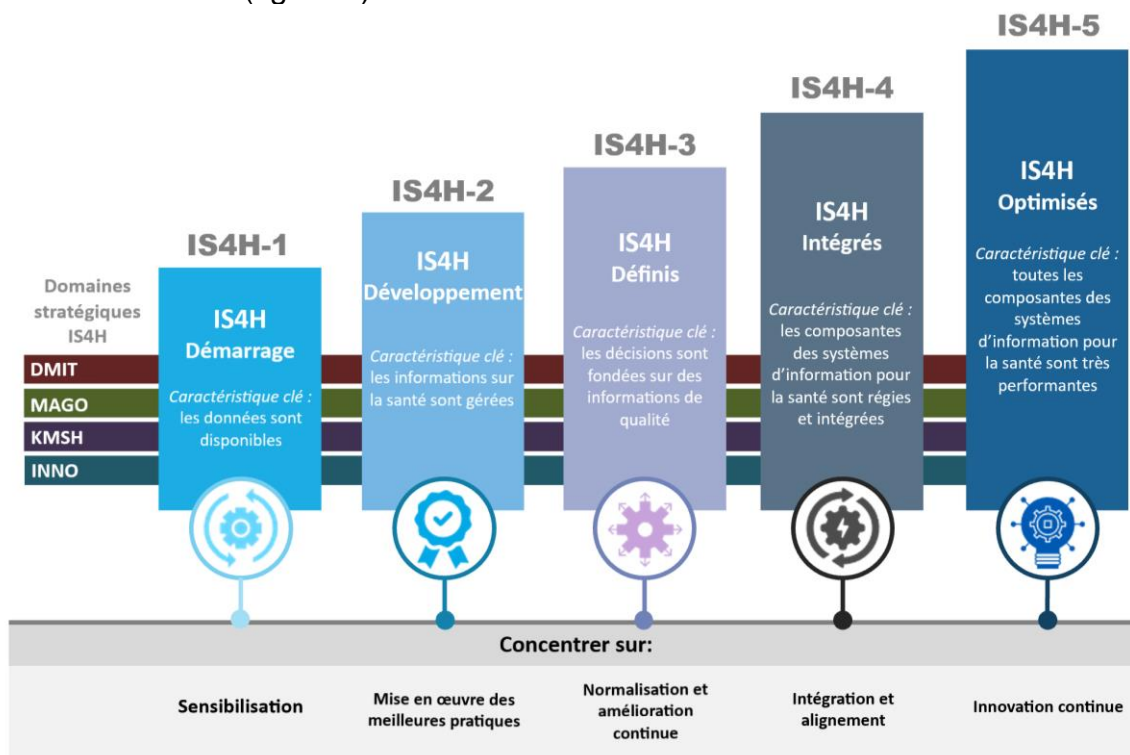 IS4H-5
IS4H
Optimisés
Caractéristique clé :
toutes les
composantes des
systèmes
d'information pour
la santé sont très
performantes
IS4H-4
IS4H
Intégrés
Caractéristique clé :
les composantes
des systèmes
d'information pour
la santé sont régies
et intégrées
IS4H-3
IS4H
Définis
Caractéristique clé :
les décisions sont
fondées sur des
informations de
qualité
IS4H-2
IS4H
Développement
Caractéristique clé :
les informations sur
la santé sont gérées
IS4H-1
IS4H
Démarrage
Caractéristique clé :
les données sont
disponibles
Domaines
stratégiques
IS4H
DMIT
MAGO
KMSH
INNO
Concentrer sur:
Sensibilisation
Mise en œuvre des
meilleures pratiques
Normalisation et
amélioration
continue
Intégration et
alignement
Innovation continue